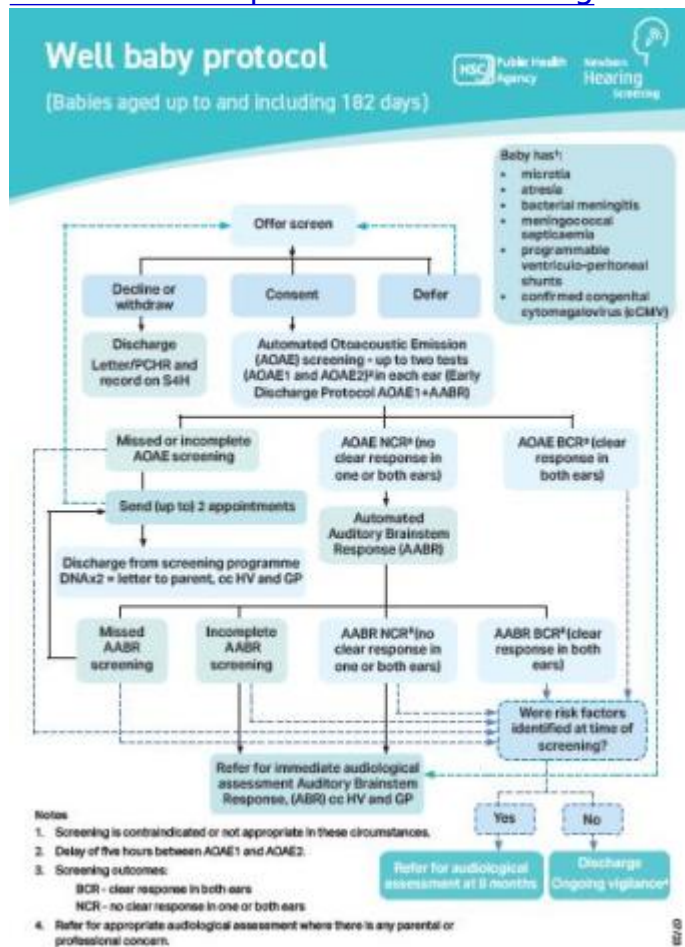 Well baby protocol
(Babies aged up to and including 182 days)
HSC Public Health
Agency
Newborn
Hearing
Screening
Baby has¹:
• microtia
• atresia
• bacterial meningitis
• meningococcal
septicaemia
• programmable
ventriculo-peritoneal
shunts
• confirmed congenital
cytomegalovirus (cCMV)
Offer screen
Decline or
withdraw
Consent
Defer
Discharge
Letter/PCHR and
record on S4H
Automated Otoacoustic Emission
(AOAE) screening - up to two tests
(AOAE1 and AOAE2)² in each ear (Early
Discharge Protocol AOAE1+AABR)
Missed or incomplete
AOAE screening
AOAE NCR³ (no
clear response in
one or both ears)
AOAE BCR³ (clear
response in
both ears)
Send (up to) 2 appointments
Automated
Auditory Brainstem
Response (AABR)
Discharge from screening programme
DNAx2 = letter to parent, cc HV and GP
Missed
AABR
screening
Incomplete
AABR
screening
AABR NCR³ (no
clear response in
one or both ears)
AABR BCR³ (clear
response in both
ears)
Were risk factors
identified at time of
screening?
Refer for immediate audiological
assessment Auditory Brainstem
Response, (ABR) cc HV and GP
Yes
No
Refer for audiological
assessment at 8 months
Discharge
Ongoing vigilance⁴
Notes
1. Screening is contraindicated or not appropriate in these circumstances.
2. Delay of five hours between AOAE1 and AOAE2.
3. Screening outcomes:
BCR - clear response in both ears
NCR - no clear response in one or both ears
4. Refer for appropriate audiological assessment where there is any parental or
professional concern.